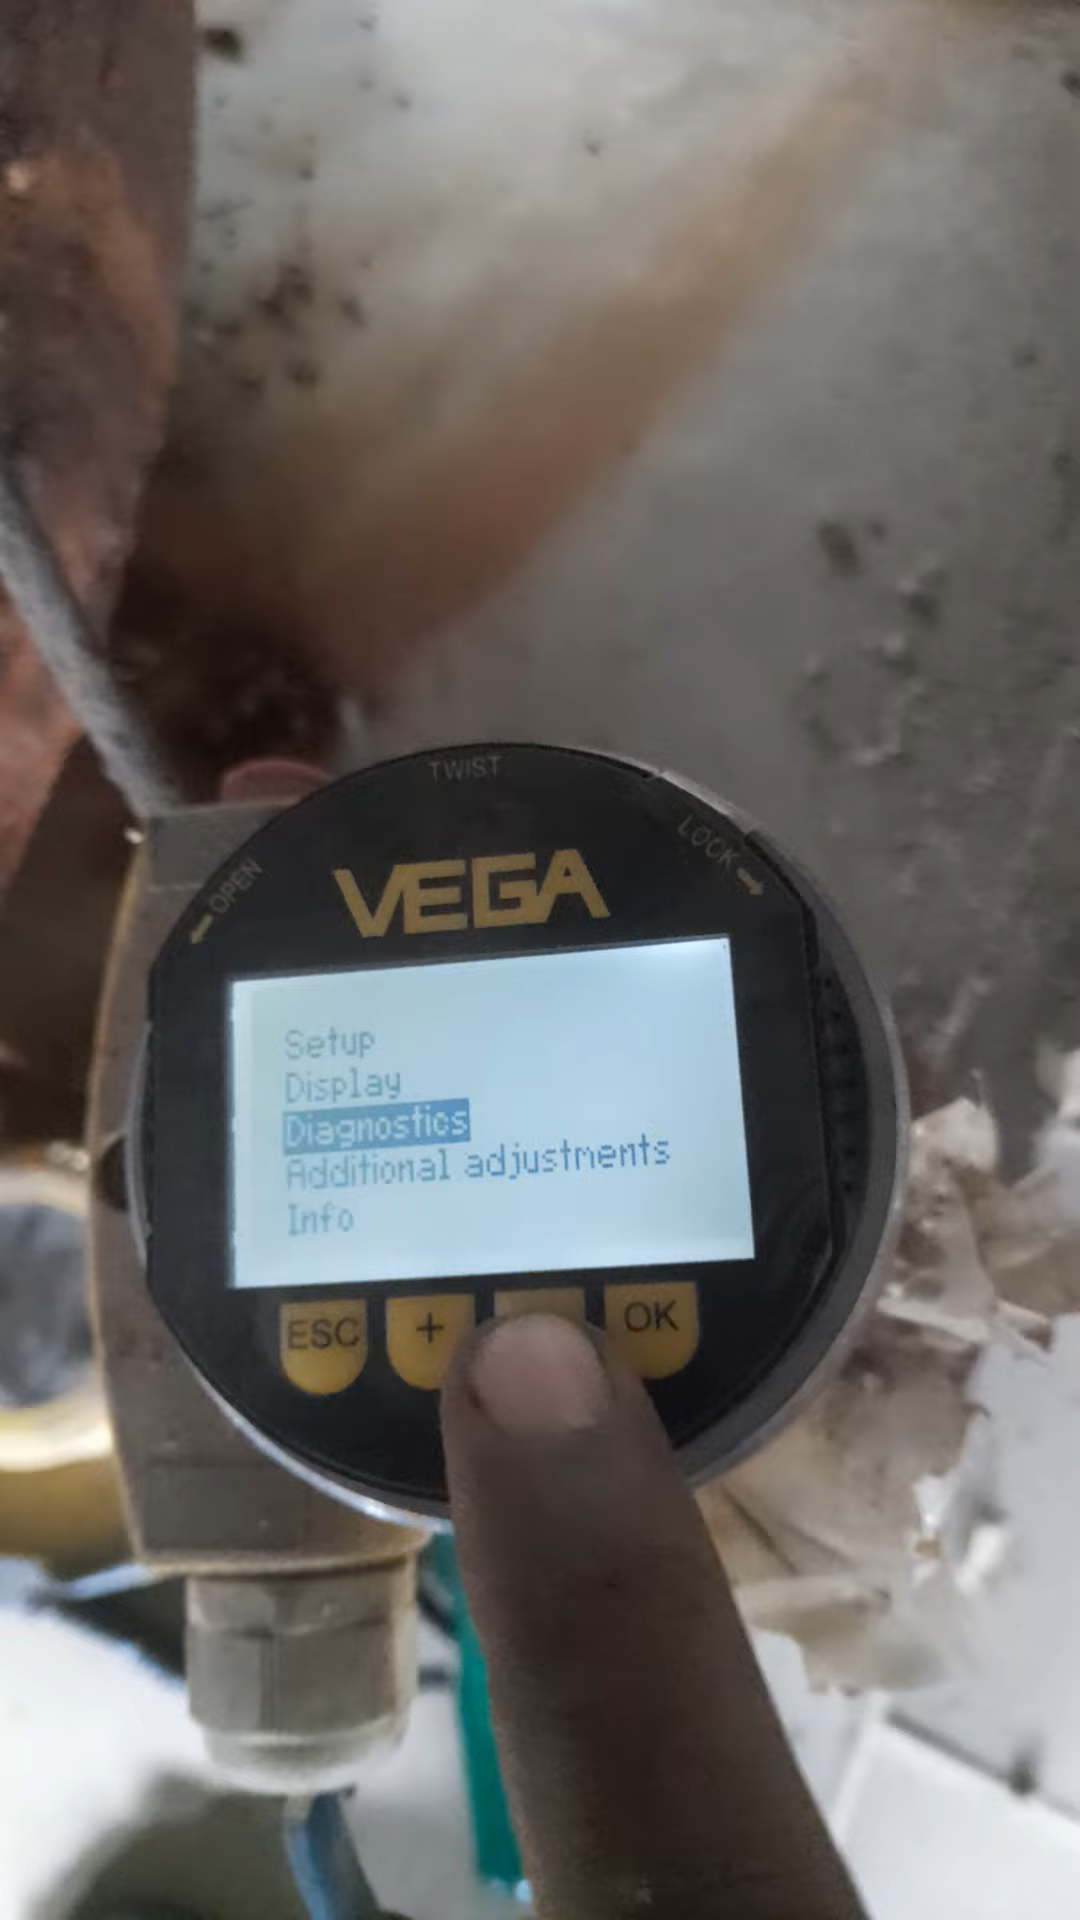 TWIST
← OPEN
LOCK →
VEGA
Setup
Display
Diagnostics
Additional adjustments
Info
ESC
+
OK